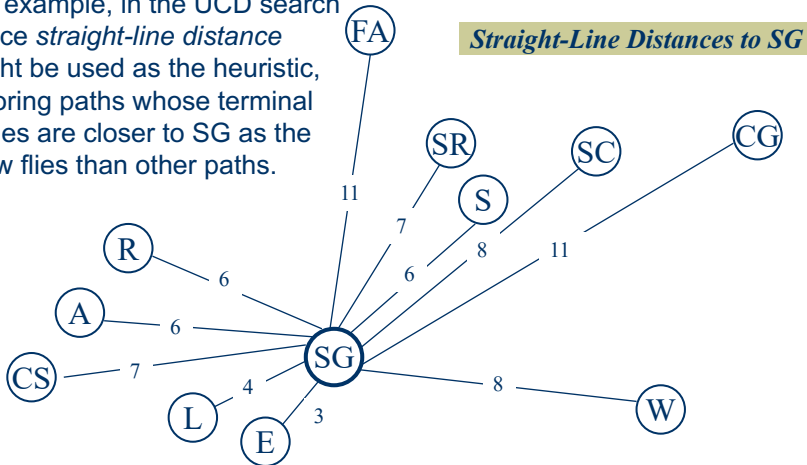 example, in the UCD search
ce straight-line distance
ht be used as the heuristic,
oring paths whose terminal
es are closer to SG as the
w flies than other paths.
Straight-Line Distances to SG
FA
SR
SC
CG
S
11
7
8
11
R
6
6
A
6
SG
CS
7
8
4
L
3
W
E